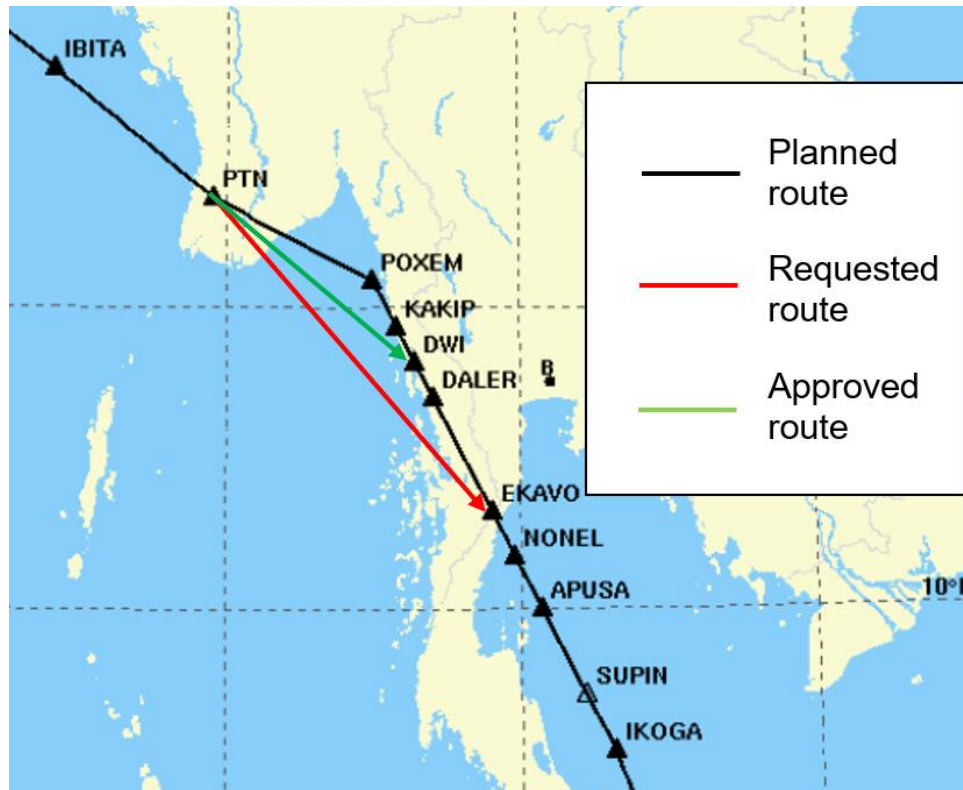 IBITA
PTN
POXEM
KAKIP
DWI
DALER
B
EKAVO
NONEL
APUSA
SUPIN
IKOGA
Planned
route
Requested
route
Approved
route